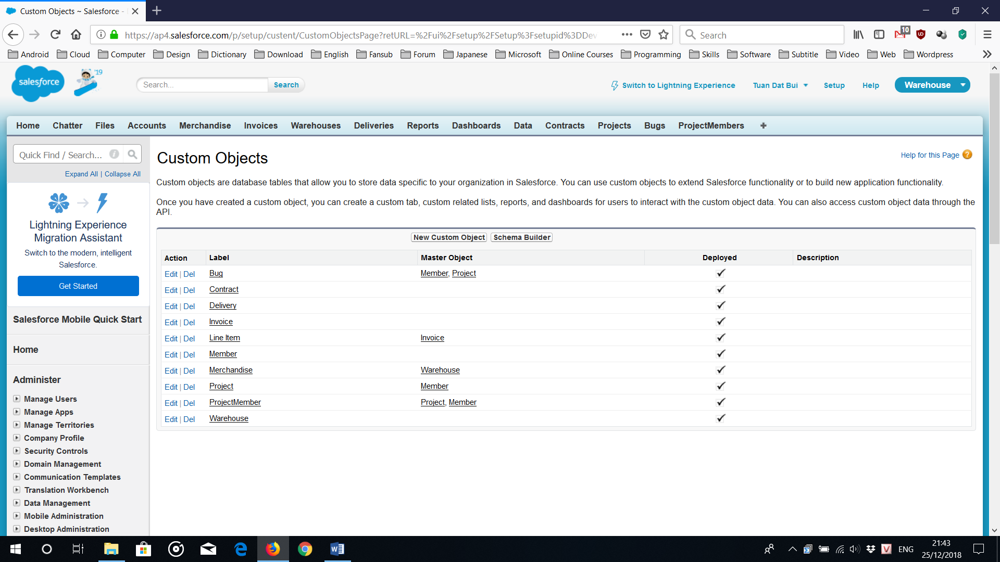 Custom Objects ~ Salesforce -
https://ap4.salesforce.com/p/setup/custent/CustomObjectsPage?retURL=%2Fui%2Fsetup%2FSetup%3Fsetupid%3DDev
Search
10
Android Cloud Computer Design Dictionary Download English Fansub Forum Japanese Microsoft Online Courses Programming Skills Software Subtitle Video Web Wordpress
salesforce
'19
Search...
Search
Switch to Lightning Experience
Tuan Dat Bui
Setup
Help
Warehouse
Home Chatter Files Accounts Merchandise Invoices Warehouses Deliveries Reports Dashboards Data Contracts Projects Bugs ProjectMembers +
Quick Find / Search...
Expand All | Collapse All
Lightning Experience
Migration Assistant
Switch to the modern, intelligent
Salesforce.
Get Started
Salesforce Mobile Quick Start
Home
Administer
Manage Users
Manage Apps
Manage Territories
Company Profile
Security Controls
Domain Management
Communication Templates
Translation Workbench
Data Management
Mobile Administration
Desktop Administration
Custom Objects
Help for this Page ?
Custom objects are database tables that allow you to store data specific to your organization in Salesforce. You can use custom objects to extend Salesforce functionality or to build new application functionality.
Once you have created a custom object, you can create a custom tab, custom related lists, reports, and dashboards for users to interact with the custom object data. You can also access custom object data through the
API.
New Custom Object Schema Builder
Action Label Master Object Deployed Description
Edit | Del Bug Member, Project
Edit | Del Contract
Edit | Del Delivery
Edit | Del Invoice
Edit | Del Line Item Invoice
Edit | Del Member
Edit | Del Merchandise Warehouse
Edit | Del Project Member
Edit | Del ProjectMember Project, Member
Edit | Del Warehouse
ENG
21:43
25/12/2018